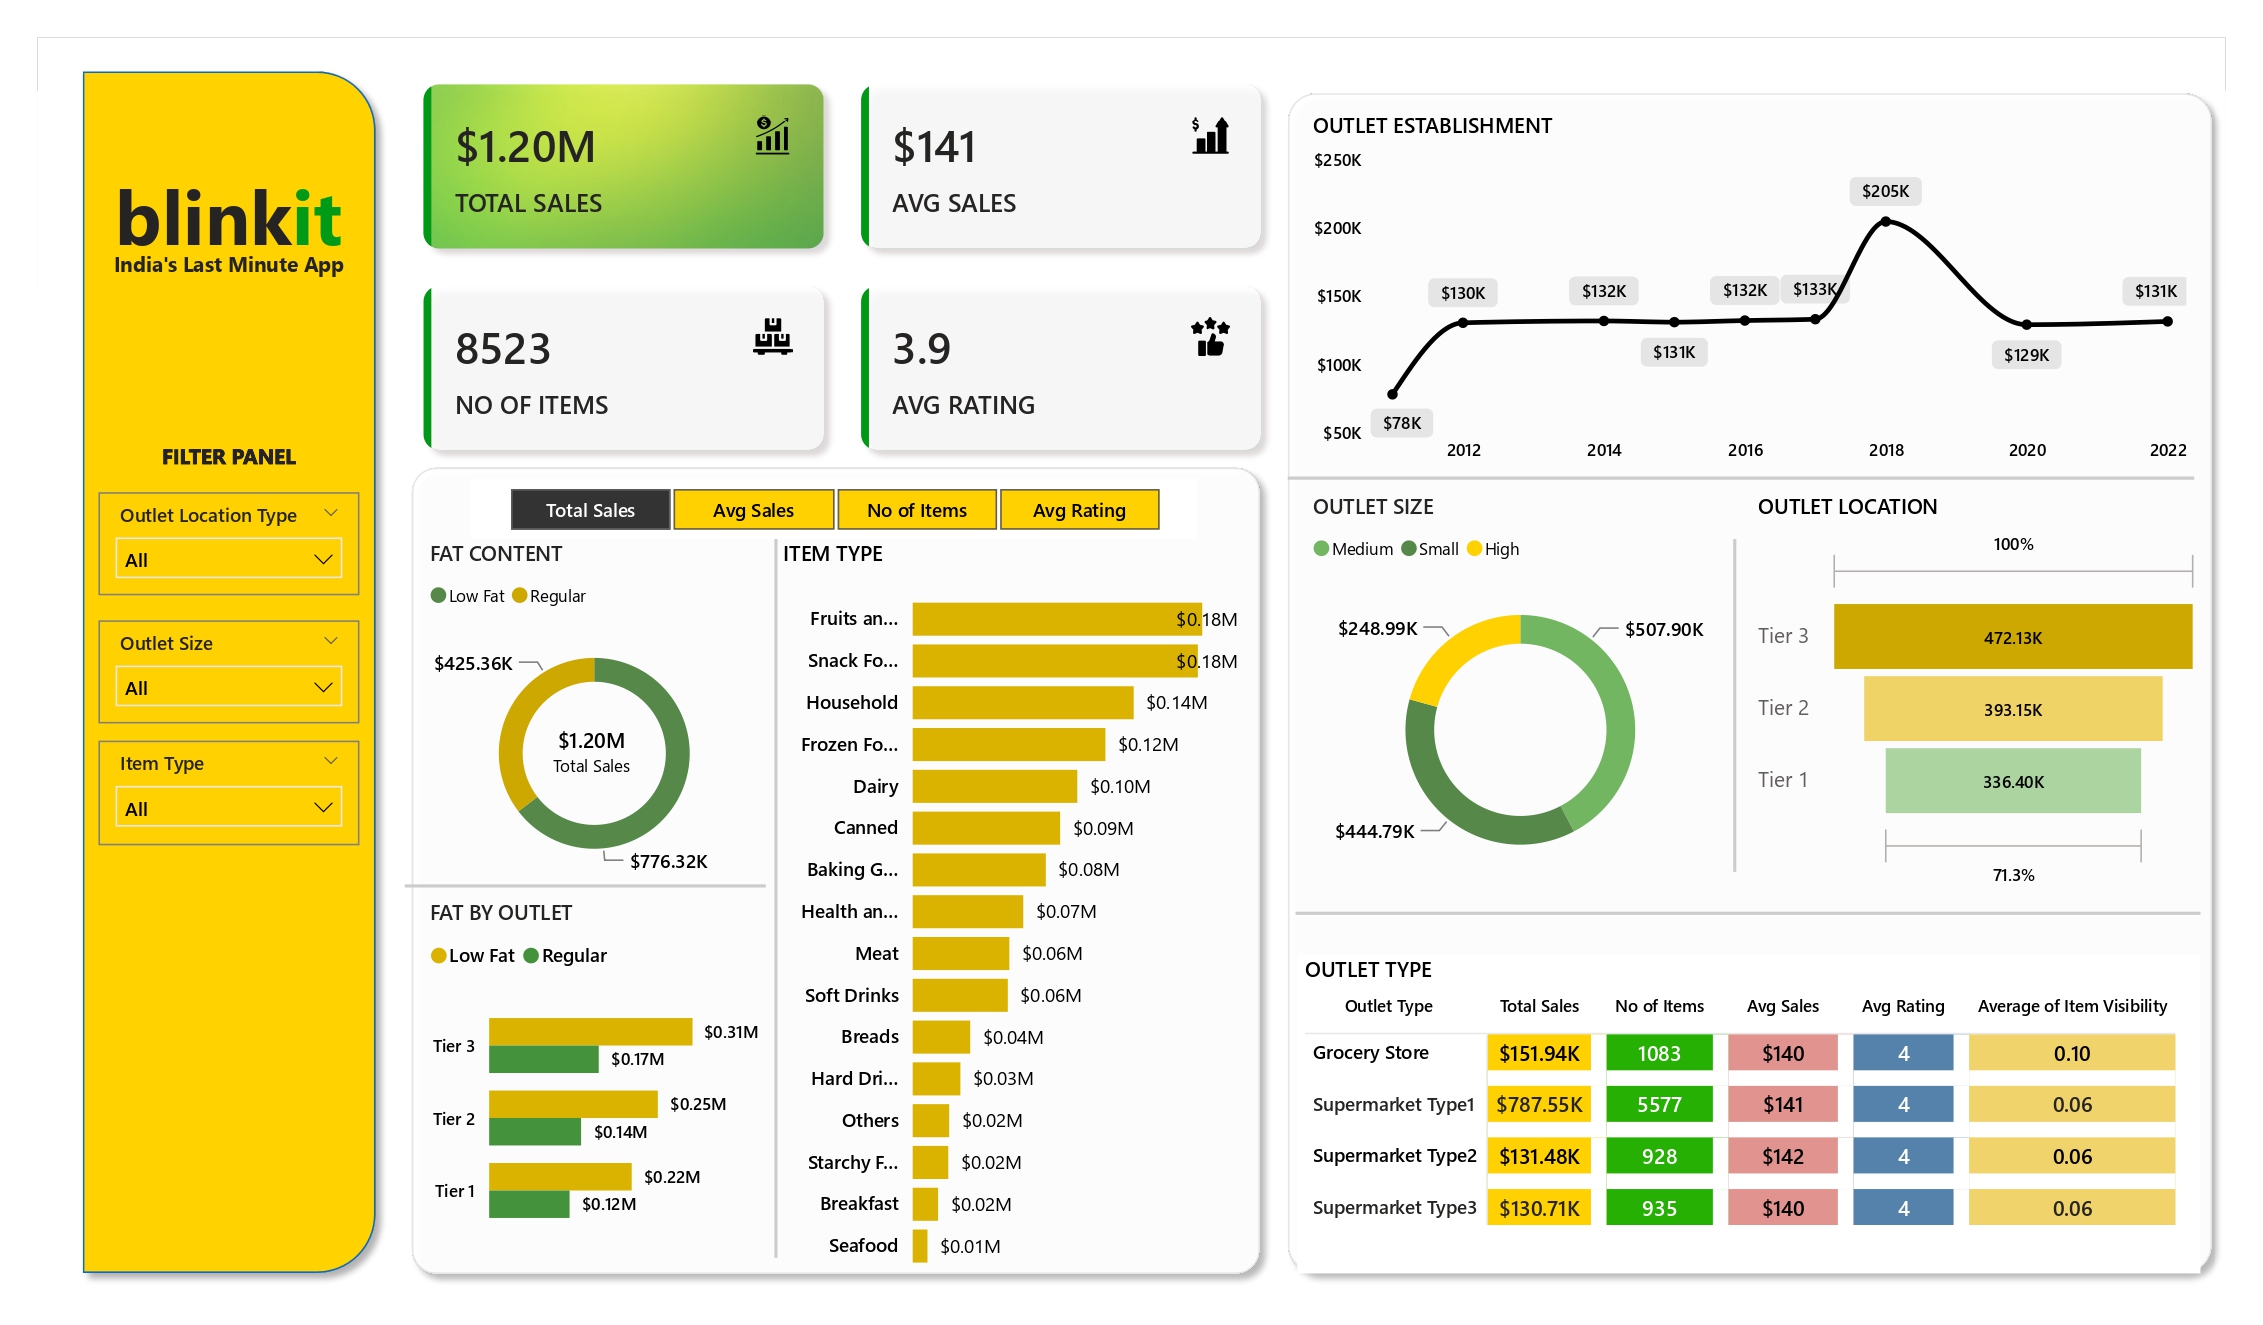 blinkit
India's Last Minute App
FILTER PANEL
Outlet Location Type
All
Outlet Size
All
Item Type
All
$1.20M
TOTAL SALES
$141
AVG SALES
8523
NO OF ITEMS
3.9
AVG RATING
Total Sales Avg Sales No of Items Avg Rating
FAT CONTENT
Low Fat Regular
$425.36K
$1.20M
Total Sales
$776.32K
FAT BY OUTLET
Low Fat Regular
Tier 3 $0.31M
$0.17M
Tier 2 $0.25M
$0.14M
Tier 1 $0.22M
$0.12M
ITEM TYPE
Fruits an... $0.18M
Snack Fo... $0.18M
Household $0.14M
Frozen Fo... $0.12M
Dairy $0.10M
Canned $0.09M
Baking G... $0.08M
Health an... $0.07M
Meat $0.06M
Soft Drinks $0.06M
Breads $0.04M
Hard Dri... $0.03M
Others $0.02M
Starchy F... $0.02M
Breakfast $0.02M
Seafood $0.01M
OUTLET ESTABLISHMENT
$250K
$200K
$150K
$100K
$50K
$78K
$130K
$132K
$131K
$132K
$133K
$205K
$129K
$131K
2012 2014 2016 2018 2020 2022
OUTLET SIZE
Medium Small High
$248.99K
$507.90K
$444.79K
OUTLET LOCATION
100%
Tier 3 472.13K
Tier 2 393.15K
Tier 1 336.40K
71.3%
OUTLET TYPE
Outlet Type Total Sales No of Items Avg Sales Avg Rating Average of Item Visibility
Grocery Store $151.94K 1083 $140 4 0.10
Supermarket Type1 $787.55K 5577 $141 4 0.06
Supermarket Type2 $131.48K 928 $142 4 0.06
Supermarket Type3 $130.71K 935 $140 4 0.06